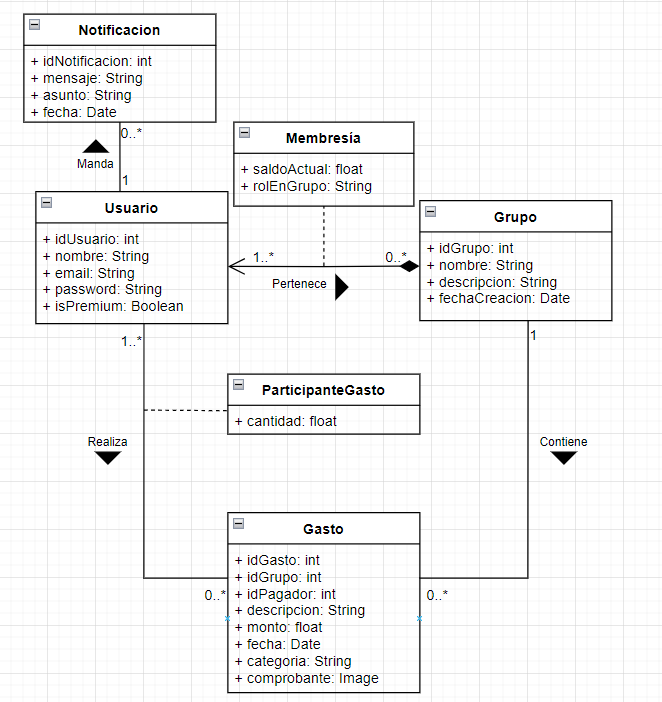 Notificacion
+ idNotificacion: int
+ mensaje: String
+ asunto: String
+ fecha: Date
0..*
Manda
1
Membresía
+ saldoActual: float
+ rolEnGrupo: String
Usuario
+ idUsuario: int
+ nombre: String
+ email: String
+ password: String
+ isPremium: Boolean
1..*
0..*
Pertenece
Grupo
+ idGrupo: int
+ nombre: String
+ descripcion: String
+ fechaCreacion: Date
1..*
1
ParticipanteGasto
+ cantidad: float
Realiza
Contiene
Gasto
+ idGasto: int
+ idGrupo: int
+ idPagador: int
+ descripcion: String
+ monto: float
+ fecha: Date
+ categoria: String
+ comprobante: Image
0..*
0..*